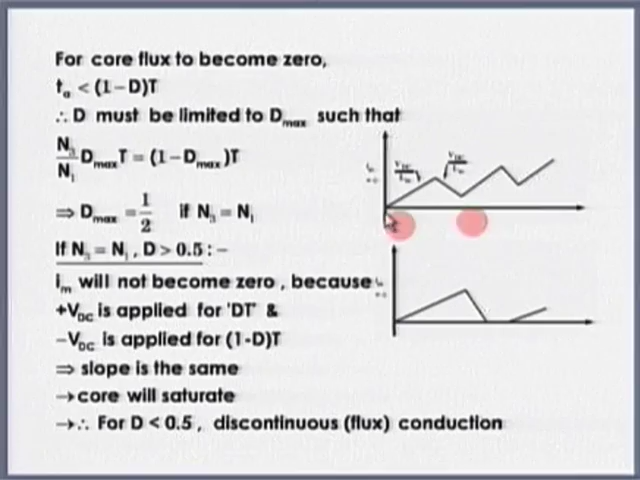 For core flux to become zero,
tα < (1−D)T
∴ D must be limited to Dmax such that
N3/N1 DmaxT = (1−Dmax)T
⇒ Dmax = 1/2 if N3 = N1
If N3 = N1, D > 0.5 :−
im will not become zero, because
+VDC is applied for 'DT' &
−VDC is applied for (1-D)T
⇒ slope is the same
→ core will saturate
→ ∴ For D < 0.5, discontinuous (flux) conduction